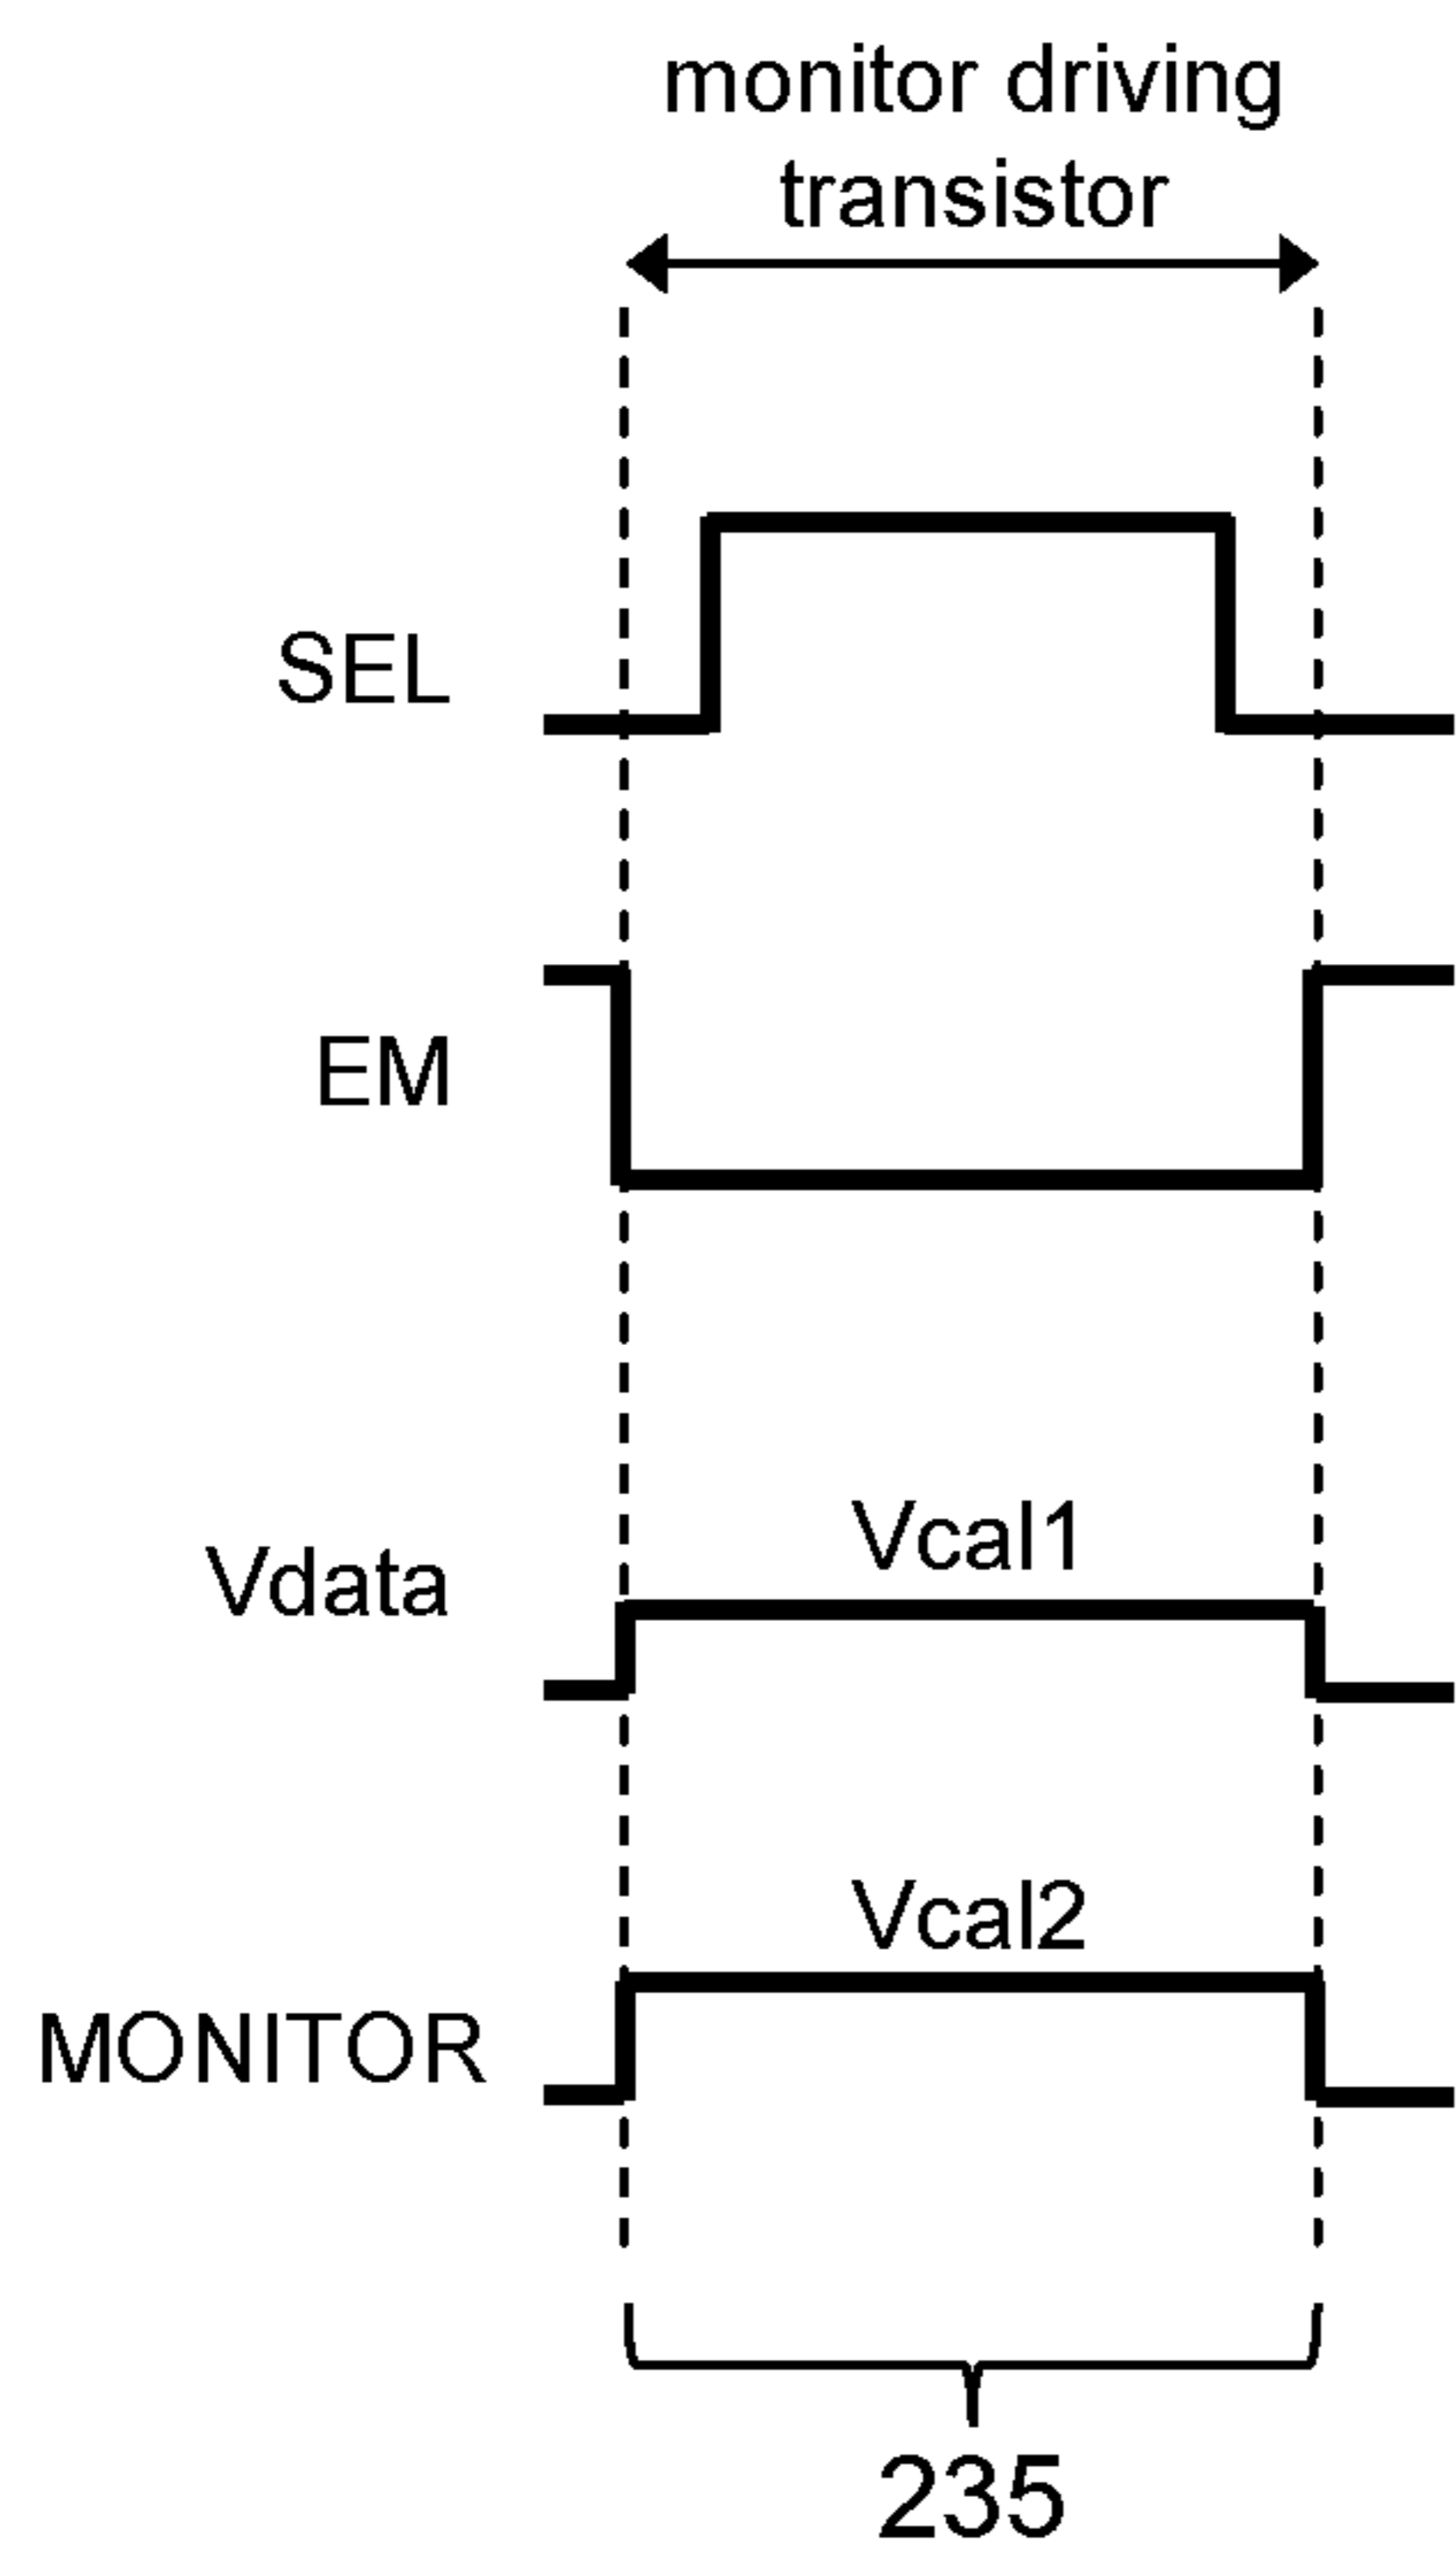 monitor driving
transistor
SEL
EM
Vcal1
Vdata
Vcal2
MONITOR
235